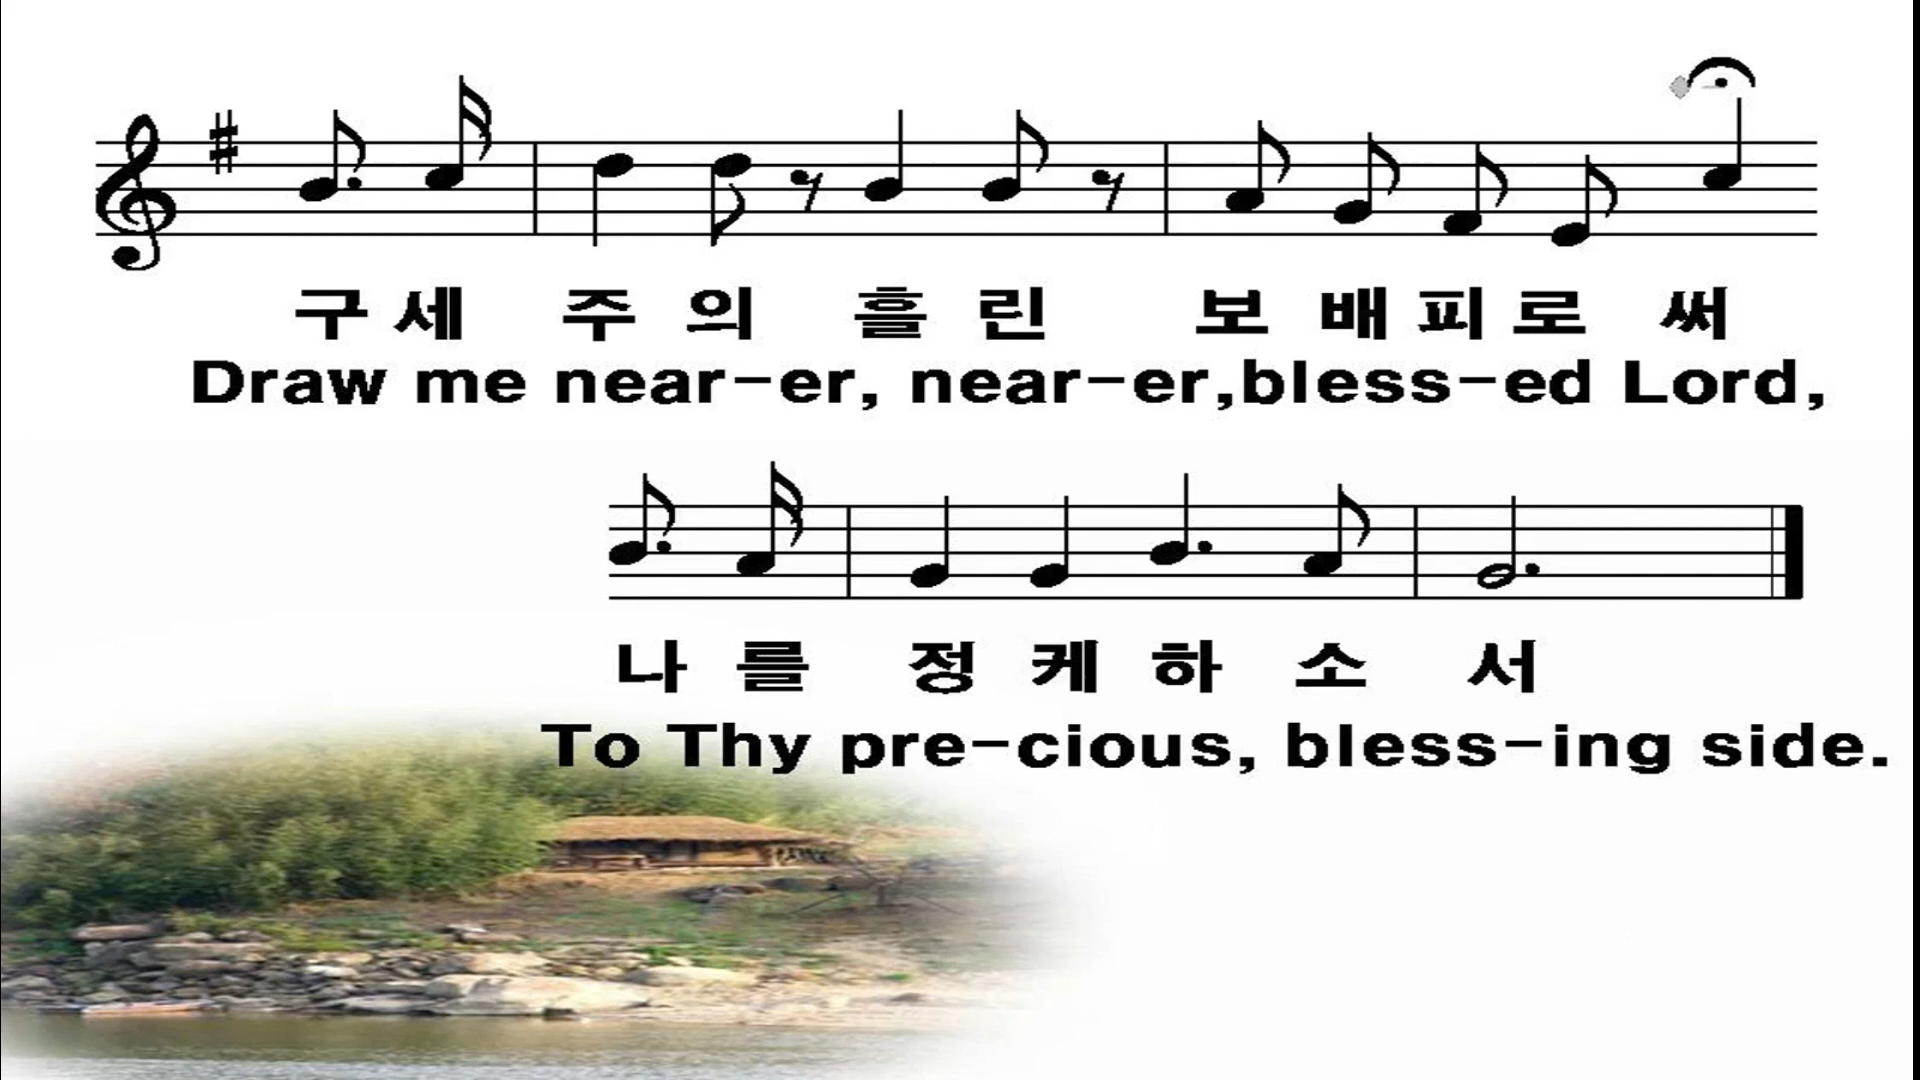 구 세 주 의 흘 린 보 배 피 로 써
Draw me near-er, near-er,bless-ed Lord,
나 를 정 케 하 소 서
To Thy pre-cious, bless-ing side.